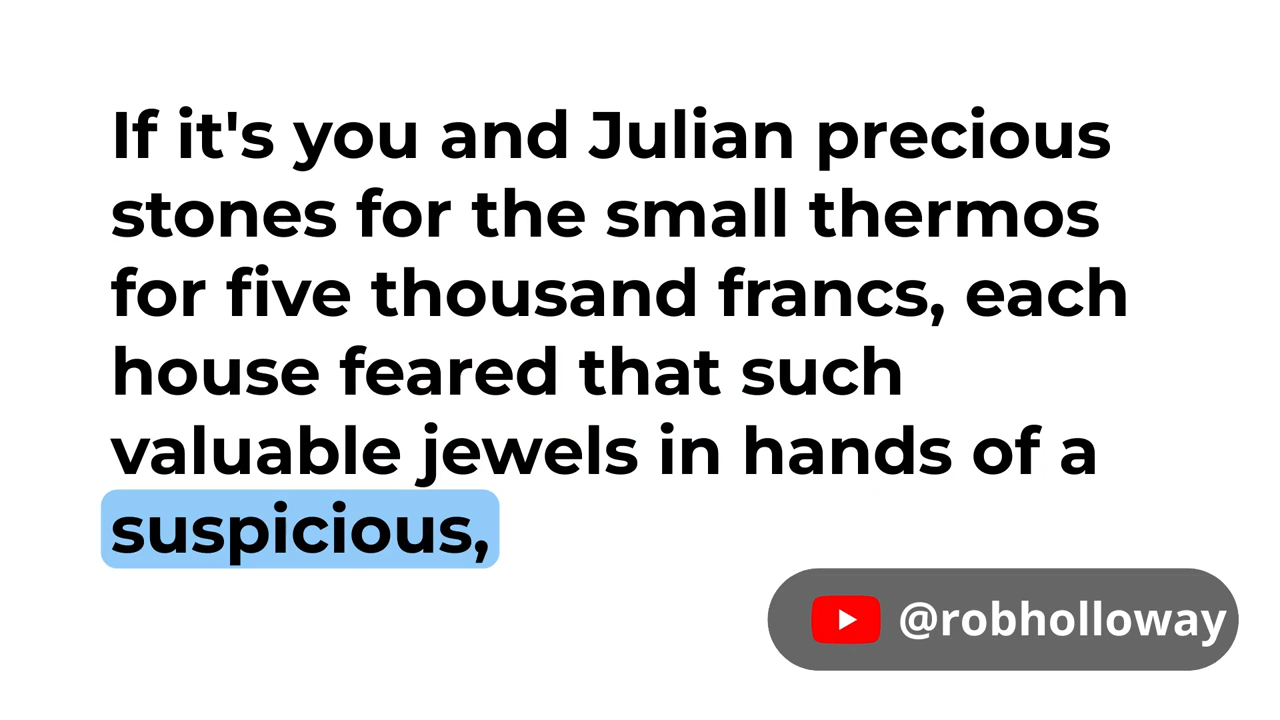 If it's you and Julian precious
stones for the small thermos
for five thousand francs, each
house feared that such
valuable jewels in hands of a
suspicious,
@robholloway